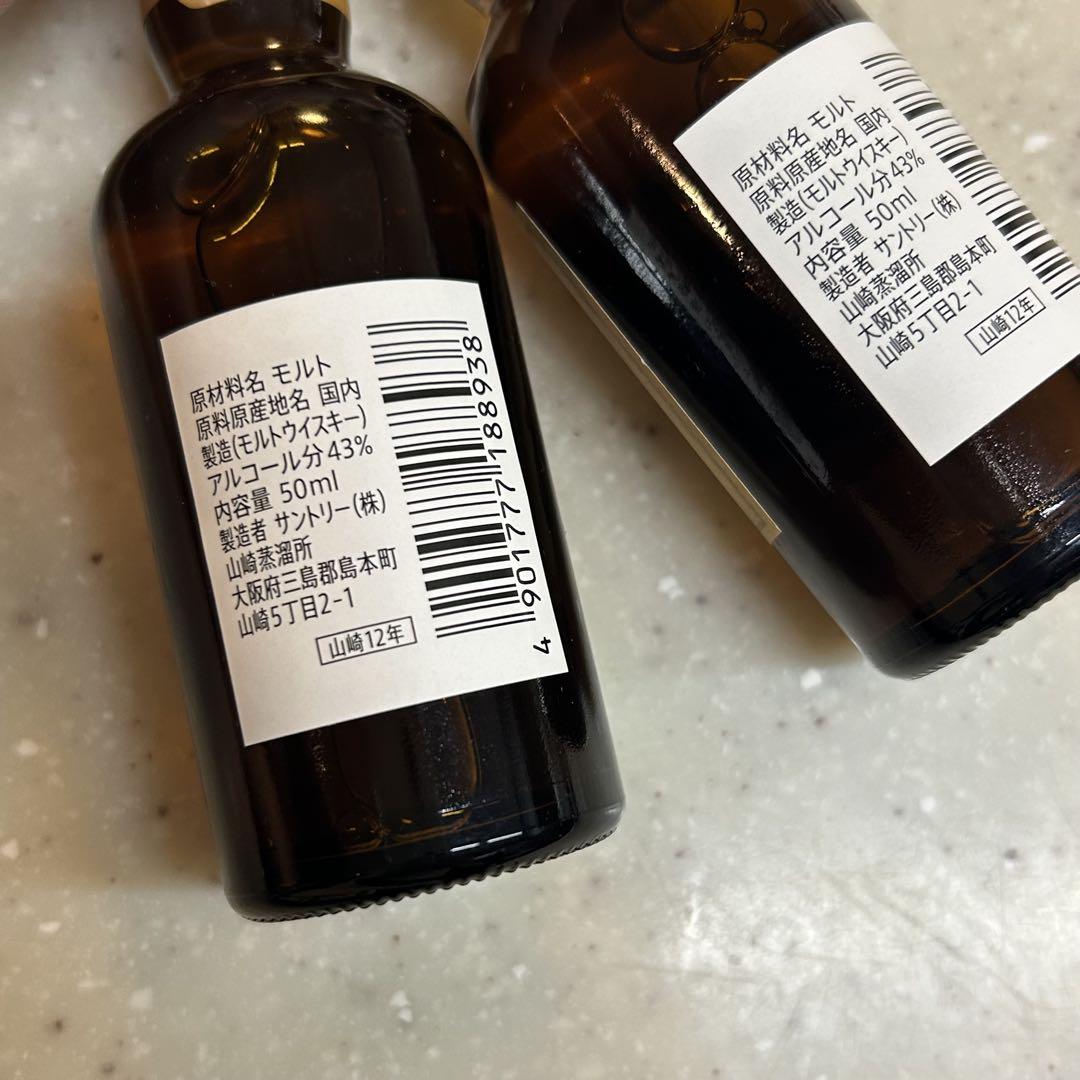 原材料名 モルト
原料原産地名 国内
製造(モルトウイスキー)
アルコール分 43%
内容量 50ml
製造者 サントリー(株)
山崎蒸溜所
大阪府三島郡島本町
山崎5丁目2-1
山崎12年
4 901777 188938
原材料名 モルト
原料原産地名 国内
製造(モルトウイスキー)
アルコール分 43%
内容量 50ml
製造者 サントリー(株)
山崎蒸溜所
大阪府三島郡島本町
山崎5丁目2-1
山崎12年